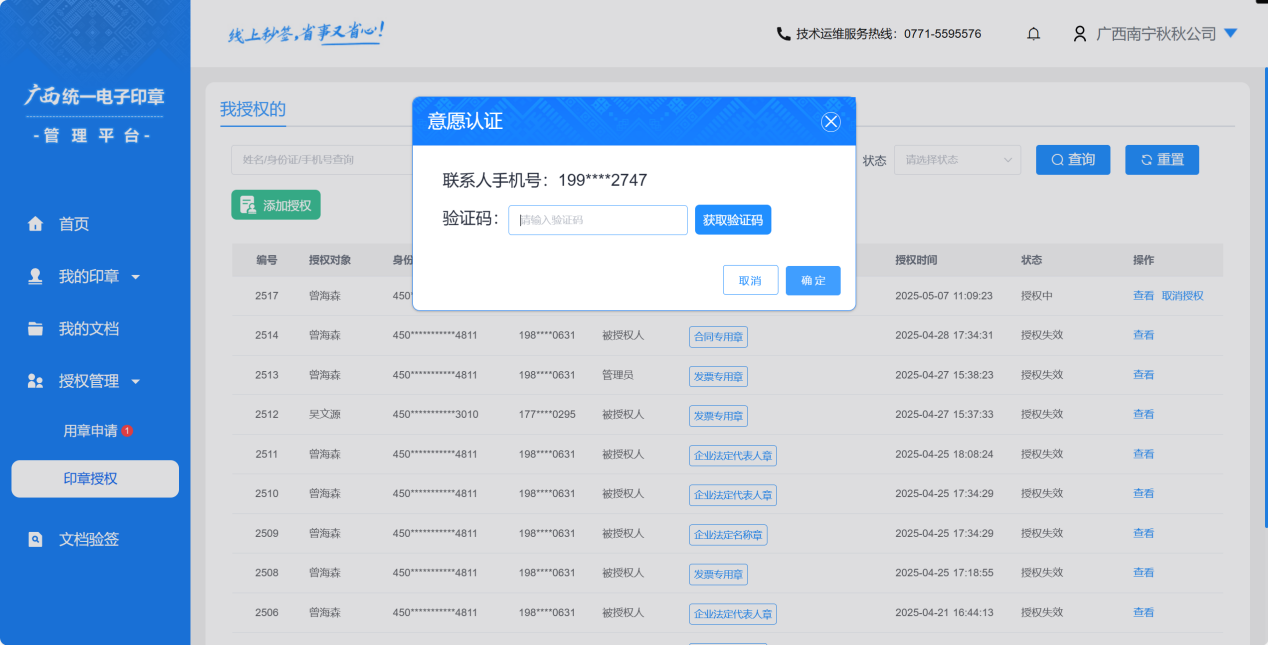 线上秒签,省事又省心!
技术运维服务热线：0771-5595576
广西南宁秋秋公司
广西统一电子印章
-管 理 平 台-
首页
我的印章
我的文档
授权管理
用章申请 1
印章授权
文档验签
我授权的
姓名/身份证/手机号查询
状态 请选择状态 查询 重置
添加授权
意愿认证
联系人手机号：199****2747
验证码： 请输入验证码 获取验证码
取消 确定
编号 授权对象 身份 授权时间 状态 操作
2517 曾海森 450* 2025-05-07 11:09:23 授权中 查看 取消授权
2514 曾海森 450***********4811 198****0631 被授权人 合同专用章 2025-04-28 17:34:31 授权失效 查看
2513 曾海森 450***********4811 198****0631 管理员 发票专用章 2025-04-27 15:38:23 授权失效 查看
2512 吴文源 450***********3010 177****0295 被授权人 发票专用章 2025-04-27 15:37:33 授权失效 查看
2511 曾海森 450***********4811 198****0631 被授权人 企业法定代表人章 2025-04-25 18:08:24 授权失效 查看
2510 曾海森 450***********4811 198****0631 被授权人 企业法定代表人章 2025-04-25 17:34:29 授权失效 查看
2509 曾海森 450***********4811 198****0631 被授权人 企业法定名称章 2025-04-25 17:34:29 授权失效 查看
2508 曾海森 450***********4811 198****0631 被授权人 发票专用章 2025-04-25 17:18:55 授权失效 查看
2506 曾海森 450***********4811 198****0631 被授权人 企业法定代表人章 2025-04-21 16:44:13 授权失效 查看